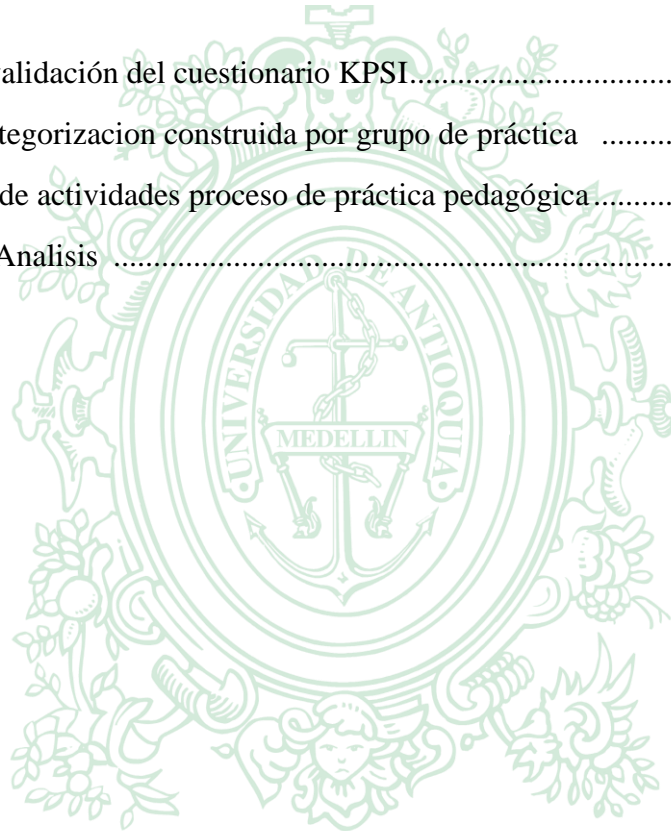 alidación del cuestionario KPSI..............................
tegorizacion construida por grupo de práctica .........
de actividades proceso de práctica pedagógica..........
Analisis .....................................................................
UNIVERSIDAD DE ANTIOQUIA
MEDELLIN